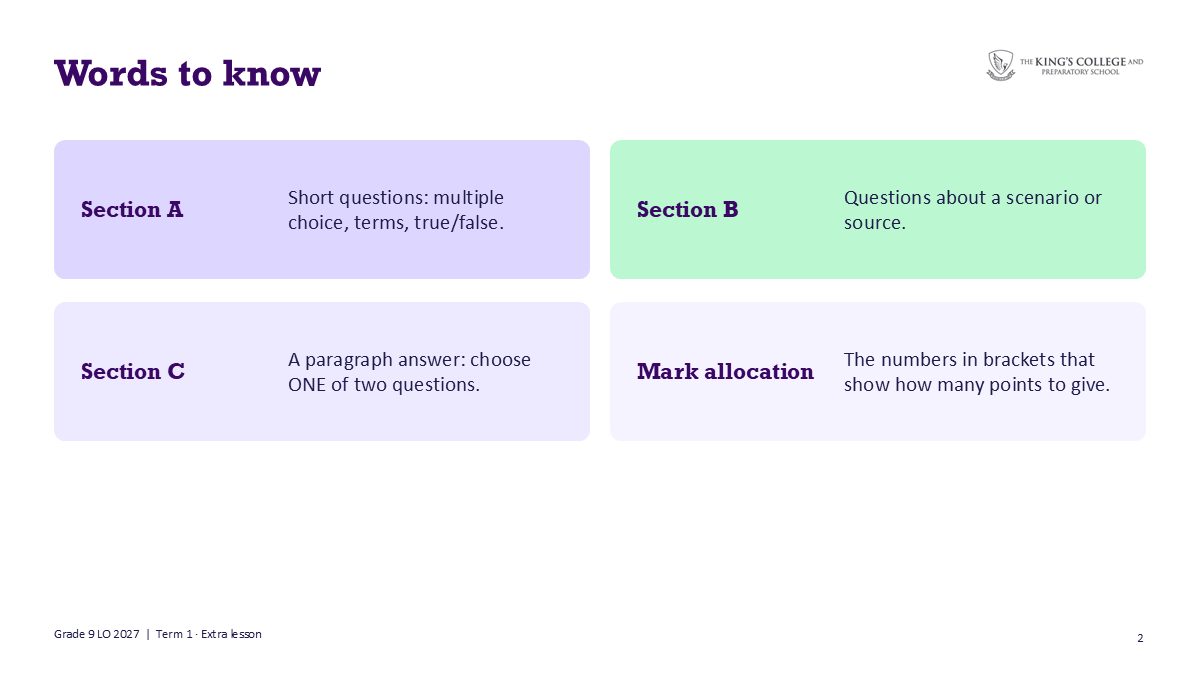 Words to know
THE KING'S COLLEGE AND
PREPARATORY SCHOOL
Section A
Short questions: multiple
choice, terms, true/false.
Section B
Questions about a scenario or
source.
Section C
A paragraph answer: choose
ONE of two questions.
Mark allocation
The numbers in brackets that
show how many points to give.
Grade 9 LO 2027 | Term 1 · Extra lesson
2